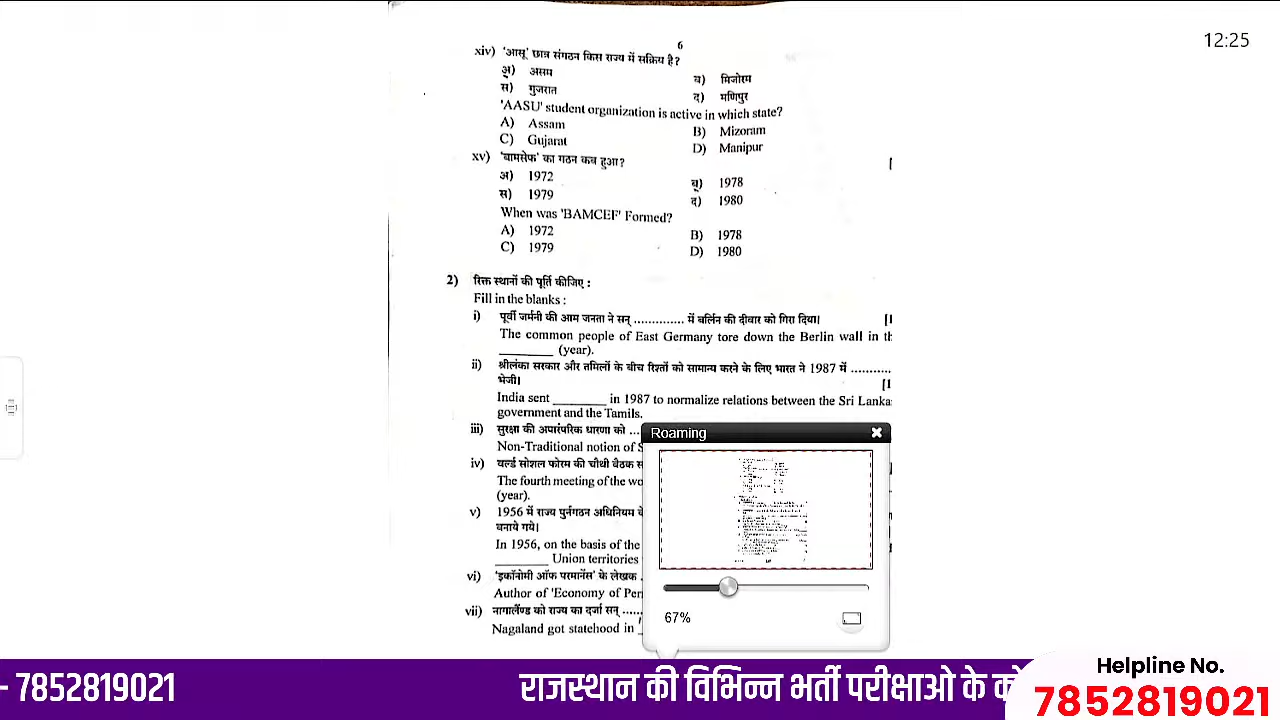 6
12:25
xiv) 'आसू' छात्र संगठन किस राज्य में सक्रिय है?
अ) असम ब) मिजोरम
स) गुजरात द) मणिपुर
'AASU' student organization is active in which state?
A) Assam B) Mizoram
C) Gujarat D) Manipur
xv) 'बामसेफ' का गठन कब हुआ? [
अ) 1972 ब) 1978
स) 1979 द) 1980
When was 'BAMCEF' Formed?
A) 1972 B) 1978
C) 1979 D) 1980
2) रिक्त स्थानों की पूर्ति कीजिए :
Fill in the blanks :
i) पूर्वी जर्मनी की आम जनता ने सन् .............. में बर्लिन की दीवार को गिरा दिया। [1
The common people of East Germany tore down the Berlin wall in th
________ (year).
ii) श्रीलंका सरकार और तमिलों के बीच रिश्तों को सामान्य करने के लिए भारत ने 1987 में ...........
भेजी। [1
India sent ________ in 1987 to normalize relations between the Sri Lanka
government and the Tamils.
iii) सुरक्षा की अपारंपरिक धारणा को ...
Non-Traditional notion of S
iv) वर्ल्ड सोशल फोरम की चौथी बैठक स
The fourth meeting of the wo
(year).
v) 1956 में राज्य पुर्नगठन अधिनियम के
बनाये गये।
In 1956, on the basis of the
________ Union territories
vi) 'इकॉनोमी ऑफ परमानेंस' के लेखक .
Author of 'Economy of Per
vii) नागालैण्ड को राज्य का दर्जा सन् .....
Nagaland got statehood in _
Roaming
67%
- 7852819021
राजस्थान की विभिन्न भर्ती परीक्षाओ के को
Helpline No.
7852819021